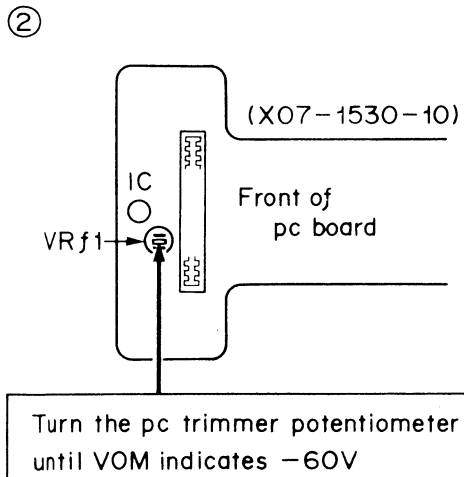 ②
(X07-1530-10)
IC
Front of
pc board
VRf1
Turn the pc trimmer potentiometer
until VOM indicates -60V